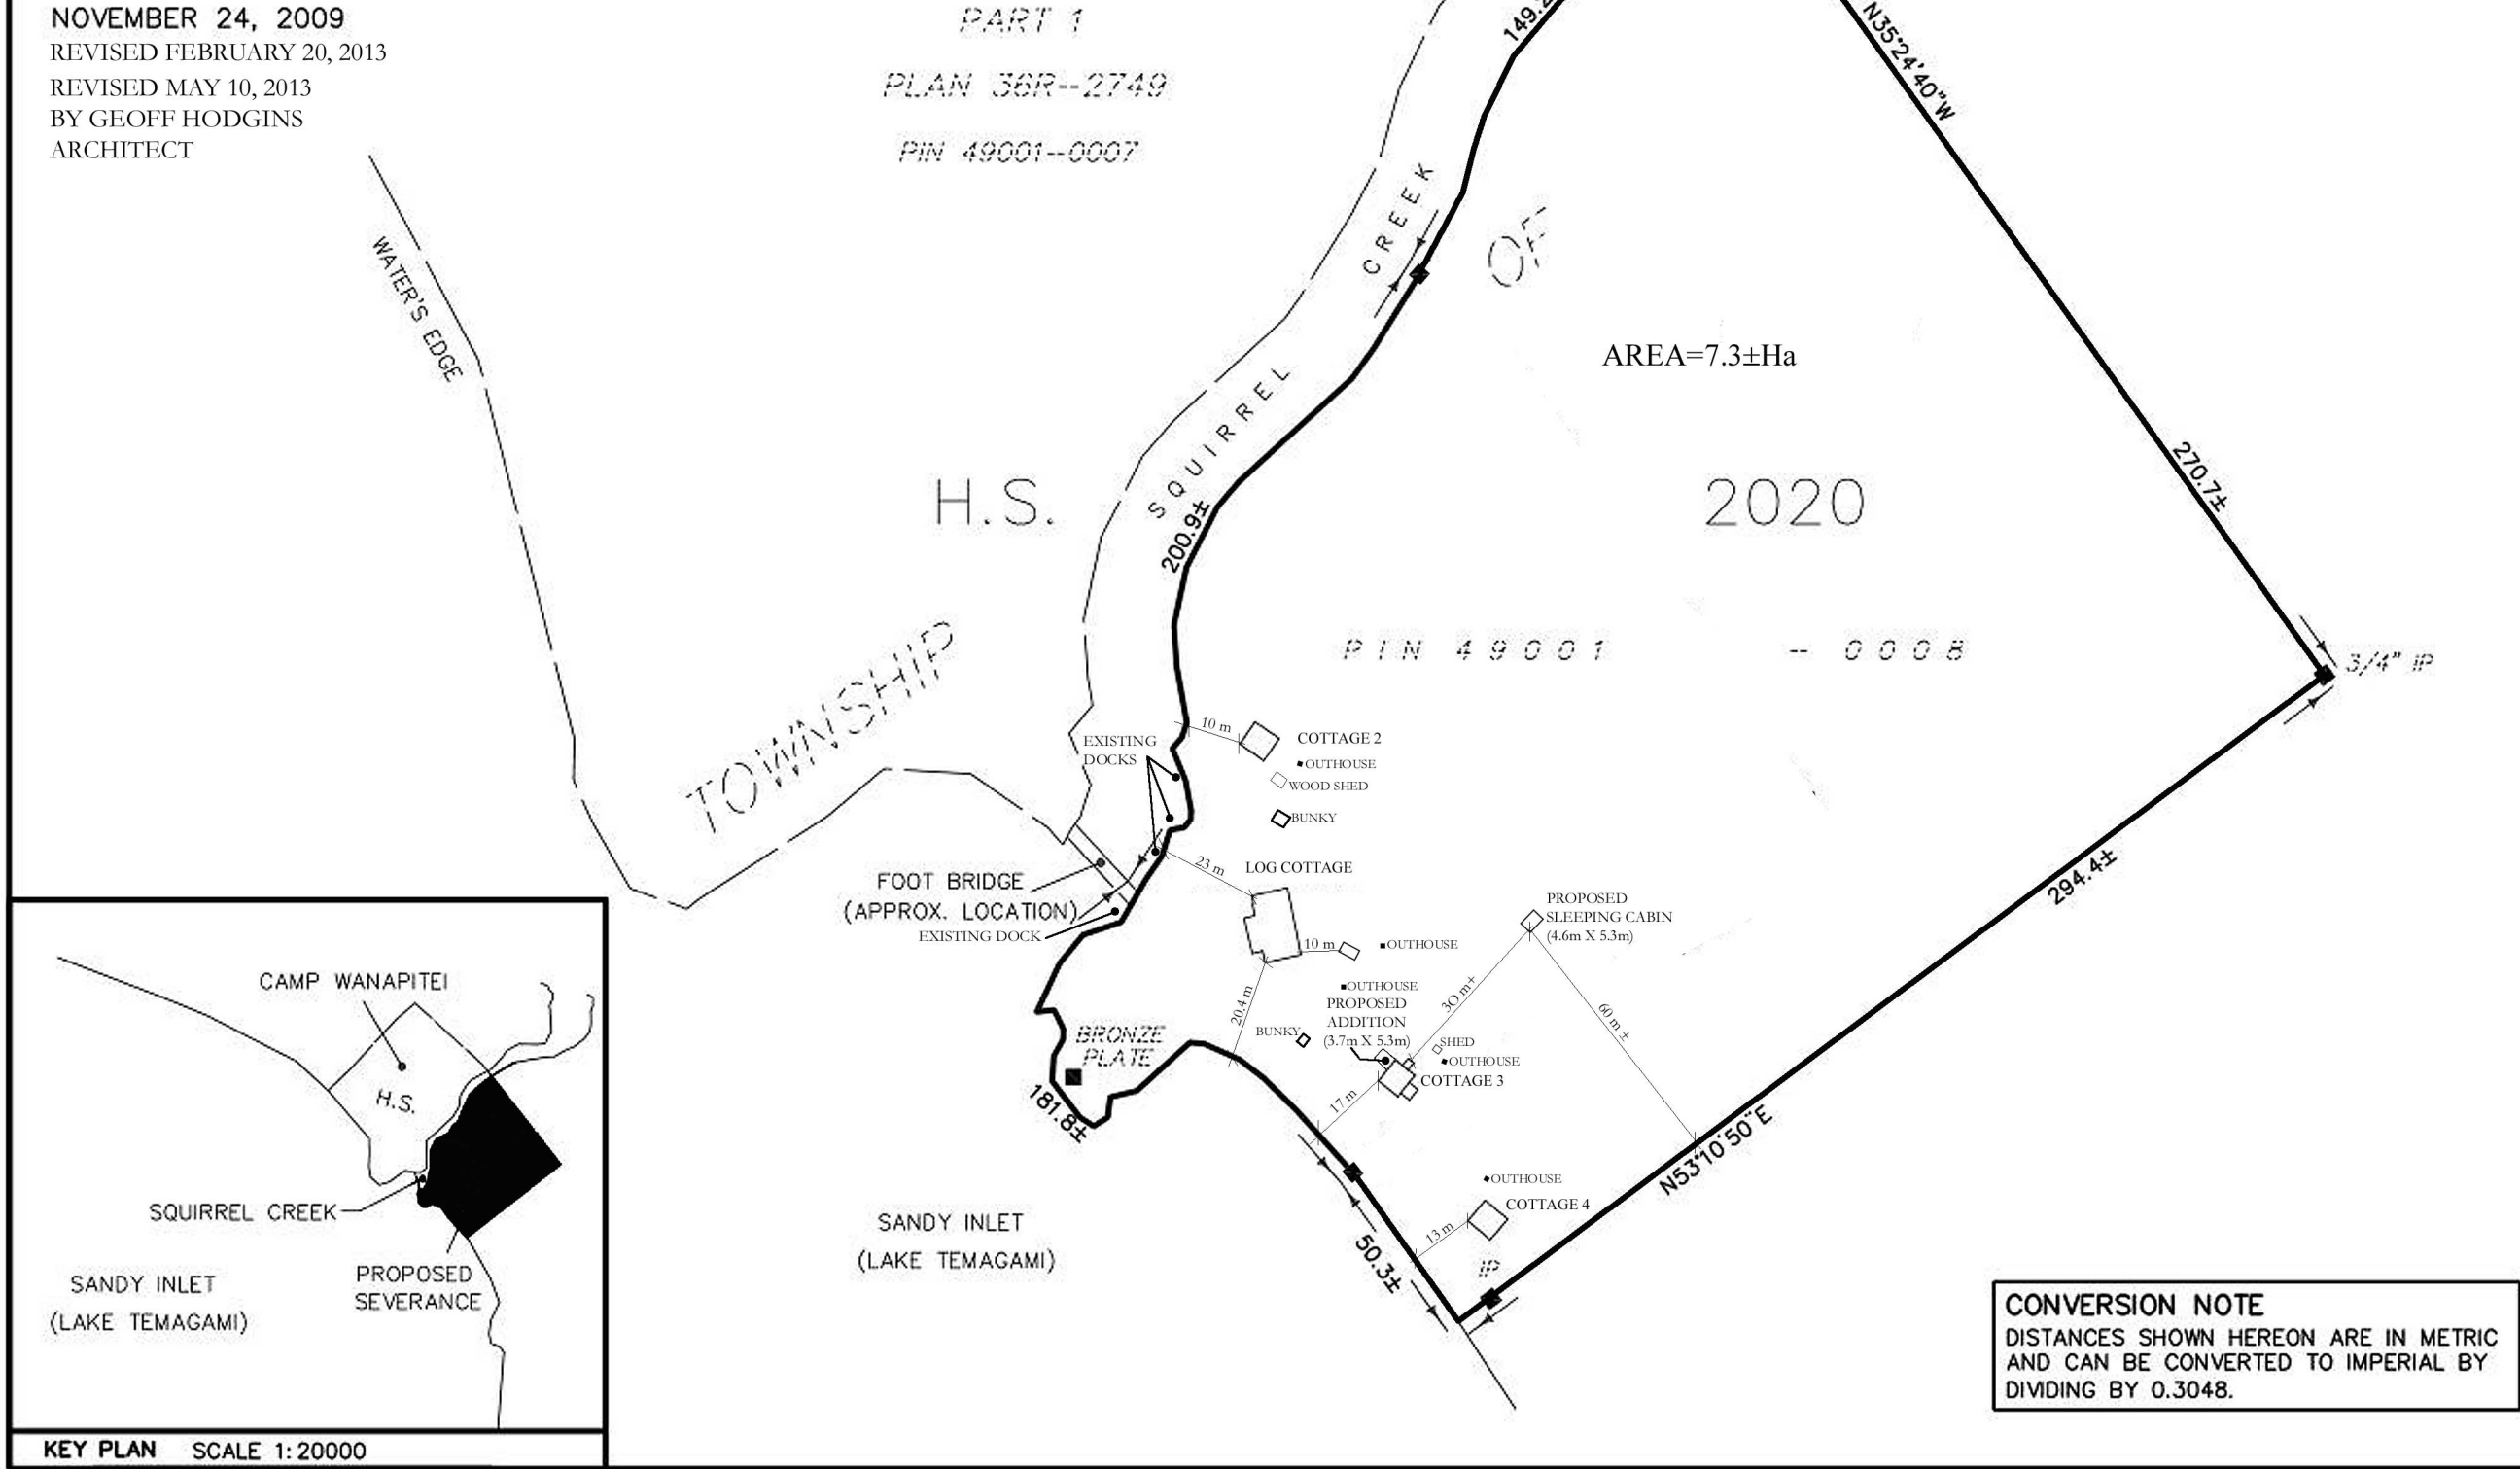 NOVEMBER 24, 2009
REVISED FEBRUARY 20, 2013
REVISED MAY 10, 2013
BY GEOFF HODGINS
ARCHITECT
PART 1
PLAN 36R--2749
PIN 49001--0007
N35°24'40"W
WATER'S EDGE
CREEK
OF
AREA=7.3±Ha
SQUIRREL
200.9±
H.S.
2020
270.7±
TOWNSHIP
PIN 49001 -- 0008
3/4" IP
10 m
COTTAGE 2
EXISTING
DOCKS
OUTHOUSE
WOOD SHED
BUNKY
23 m
LOG COTTAGE
FOOT BRIDGE
(APPROX. LOCATION)
EXISTING DOCK
294.4±
PROPOSED
SLEEPING CABIN
(4.6m X 5.3m)
10 m
OUTHOUSE
OUTHOUSE
PROPOSED
ADDITION
(3.7m X 5.3m)
20.4 m
30 m+
60 m ±
BUNKY
SHED
OUTHOUSE
COTTAGE 3
BRONZE
PLATE
181.8±
17 m
N53°10'50"E
OUTHOUSE
COTTAGE 4
13 m
50.3±
IP
SANDY INLET
(LAKE TEMAGAMI)
CAMP WANAPITEI
H.S.
SQUIRREL CREEK
PROPOSED
SEVERANCE
SANDY INLET
(LAKE TEMAGAMI)
KEY PLAN SCALE 1:20000
CONVERSION NOTE
DISTANCES SHOWN HEREON ARE IN METRIC
AND CAN BE CONVERTED TO IMPERIAL BY
DIVIDING BY 0.3048.